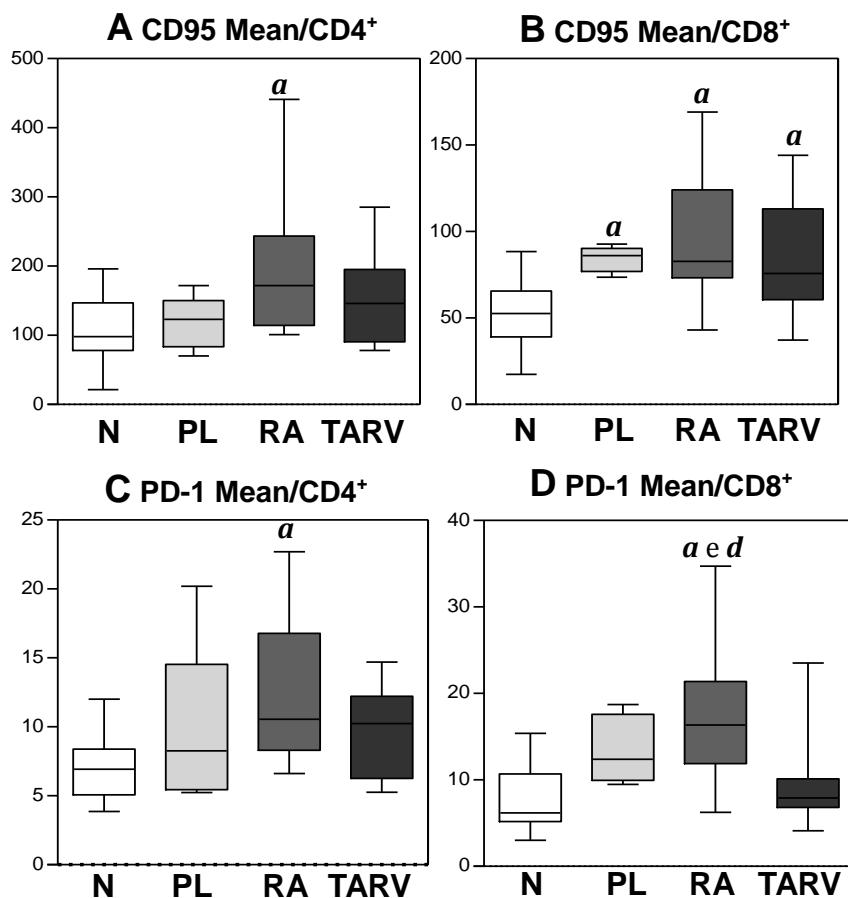 A CD95 Mean/CD4⁺
500
400
300
200
100
0
a
N PL RA TARV
B CD95 Mean/CD8⁺
200
150
100
50
0
a a a
N PL RA TARV
C PD-1 Mean/CD4⁺
25
20
15
10
5
0
a
N PL RA TARV
D PD-1 Mean/CD8⁺
40
30
20
10
0
a e d
N PL RA TARV